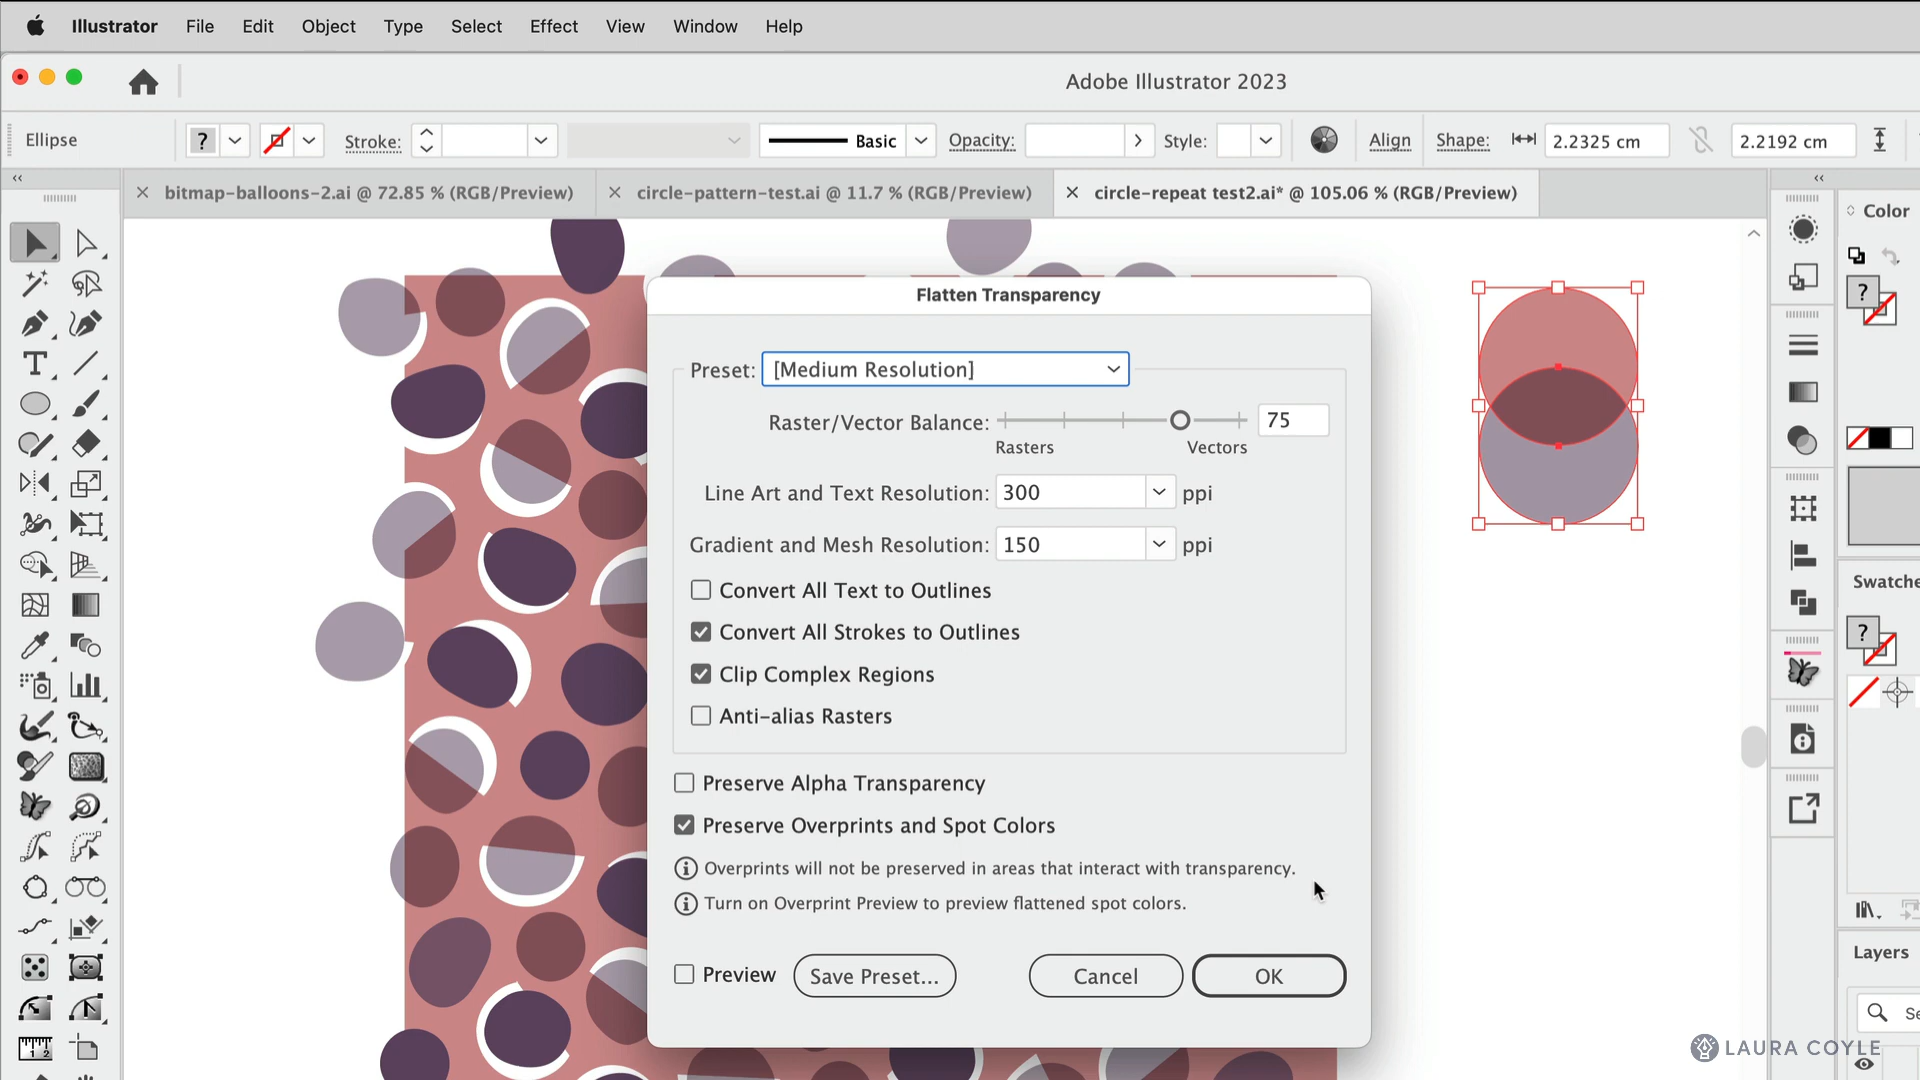 Illustrator File Edit Object Type Select Effect View Window Help
Adobe Illustrator 2023
Ellipse ? Stroke: Basic Opacity: Style: Align Shape: 2.2325 cm 2.2192 cm
bitmap-balloons-2.ai @ 72.85 % (RGB/Preview) circle-pattern-test.ai @ 11.7 % (RGB/Preview) circle-repeat test2.ai* @ 105.06 % (RGB/Preview)
Color
?
Flatten Transparency
Preset: [Medium Resolution]
Raster/Vector Balance: 75
Rasters Vectors
Line Art and Text Resolution: 300 ppi
Gradient and Mesh Resolution: 150 ppi
Convert All Text to Outlines
Convert All Strokes to Outlines
Clip Complex Regions
Anti-alias Rasters
Preserve Alpha Transparency
Preserve Overprints and Spot Colors
Overprints will not be preserved in areas that interact with transparency.
Turn on Overprint Preview to preview flattened spot colors.
Preview Save Preset... Cancel OK
Swatche
?
Layers
Se
LAURA COYLE